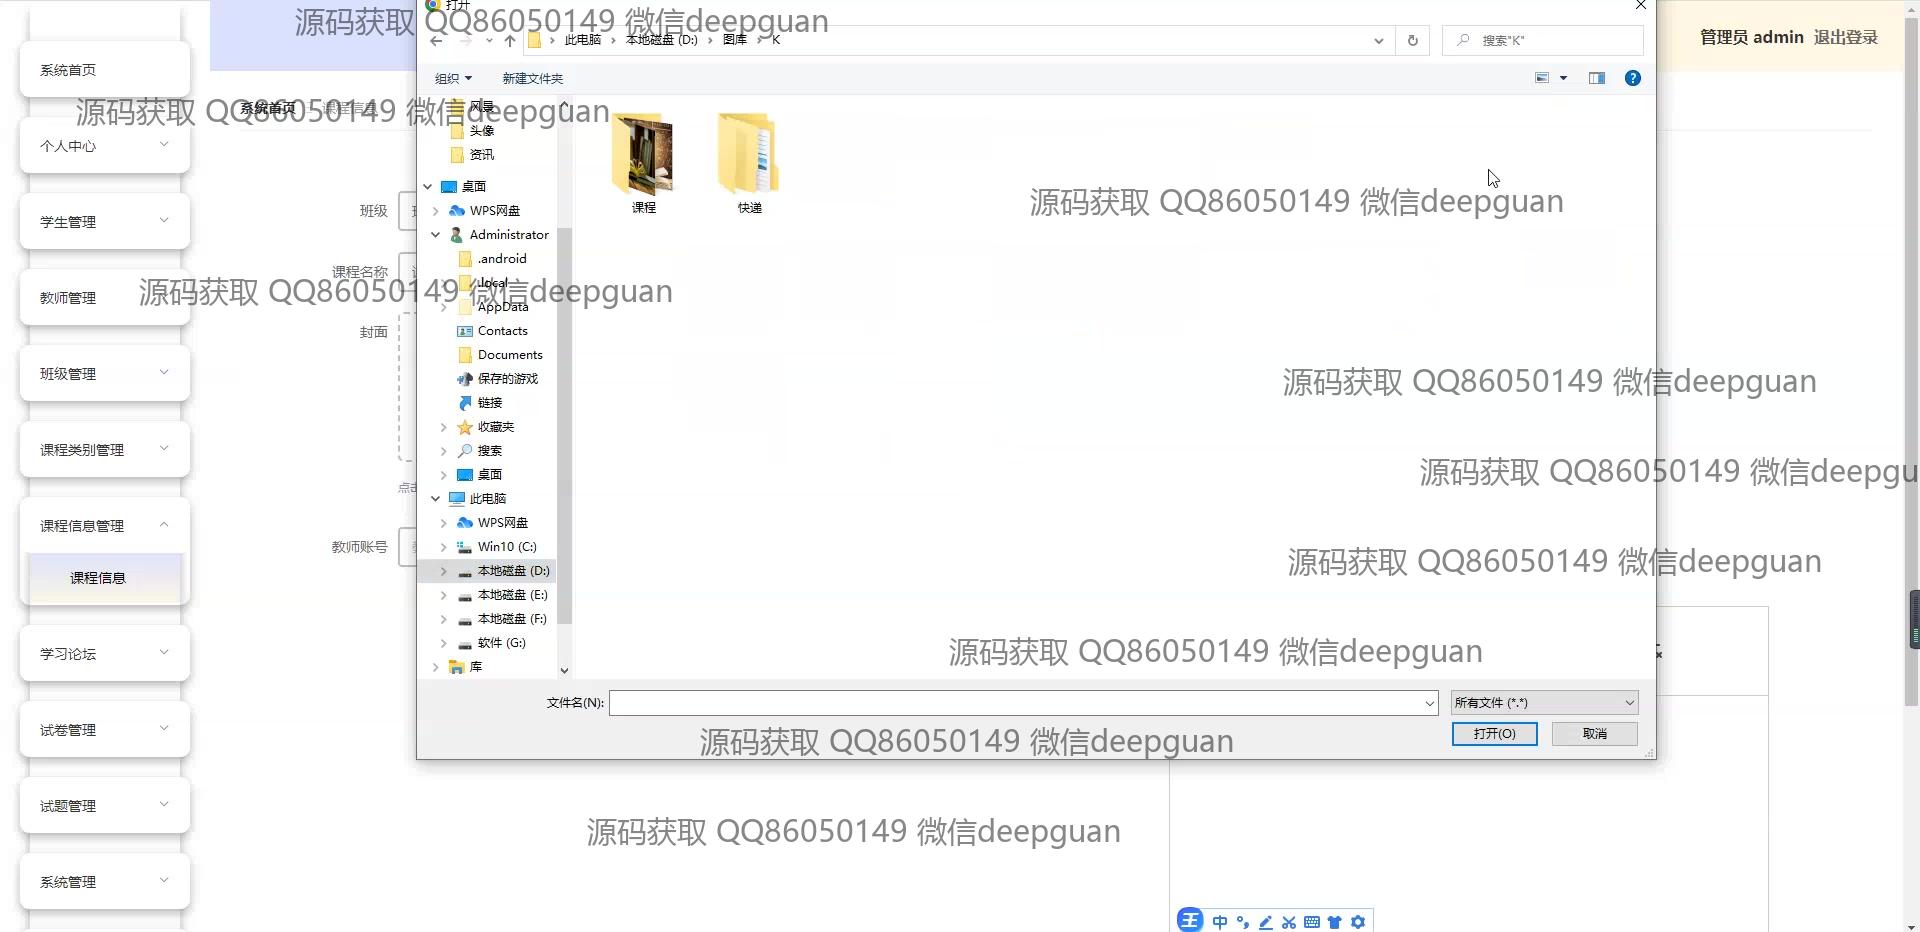 打开
源码获取 QQ86050149 微信deepguan
此电脑 本地磁盘 (D:) 图库 K
搜索"K"
管理员 admin 退出登录
系统首页
组织
新建文件夹
系统首页 课程信息
源码获取 QQ86050149 微信deepguan
风景
头像
资讯
个人中心
桌面
WPS网盘
Administrator
.android
.local
AppData
Contacts
Documents
保存的游戏
链接
收藏夹
搜索
桌面
此电脑
WPS网盘
Win10 (C:)
本地磁盘 (D:)
本地磁盘 (E:)
本地磁盘 (F:)
软件 (G:)
库
课程
快递
源码获取 QQ86050149 微信deepguan
学生管理
班级
课程名称
源码获取 QQ86050149 微信deepguan
教师管理
封面
班级管理
源码获取 QQ86050149 微信deepguan
课程类别管理
源码获取 QQ86050149 微信deepgu
点击
课程信息管理
教师账号
源码获取 QQ86050149 微信deepguan
课程信息
学习论坛
源码获取 QQ86050149 微信deepguan
文件名(N):
所有文件 (*.*)
试卷管理
打开(O)
取消
源码获取 QQ86050149 微信deepguan
试题管理
源码获取 QQ86050149 微信deepguan
系统管理
王 中